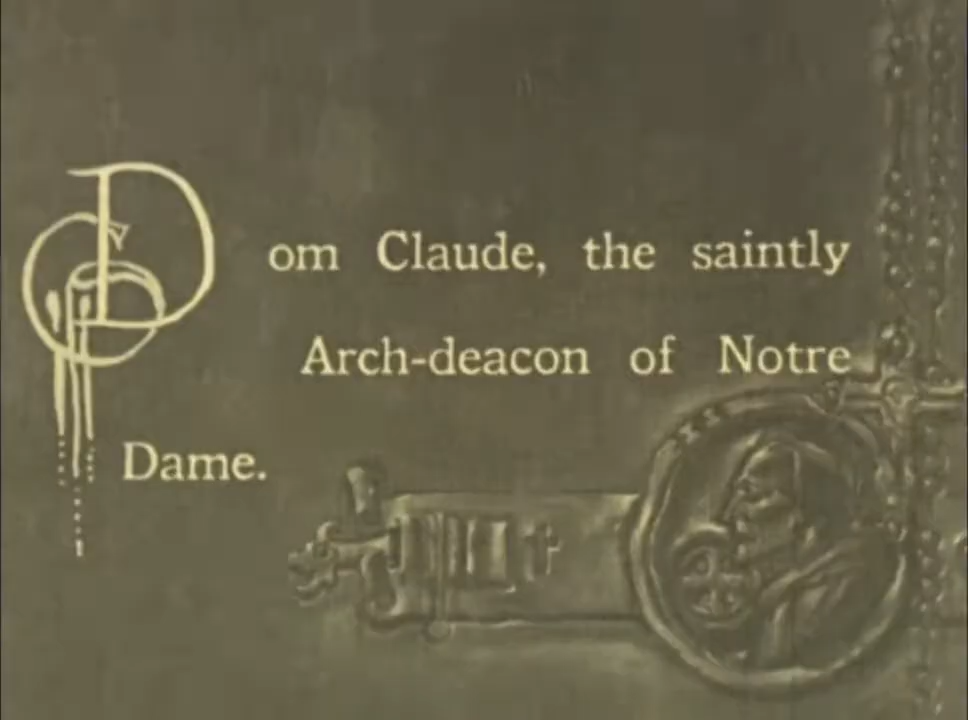 Dom Claude, the saintly
Arch-deacon of Notre
Dame.